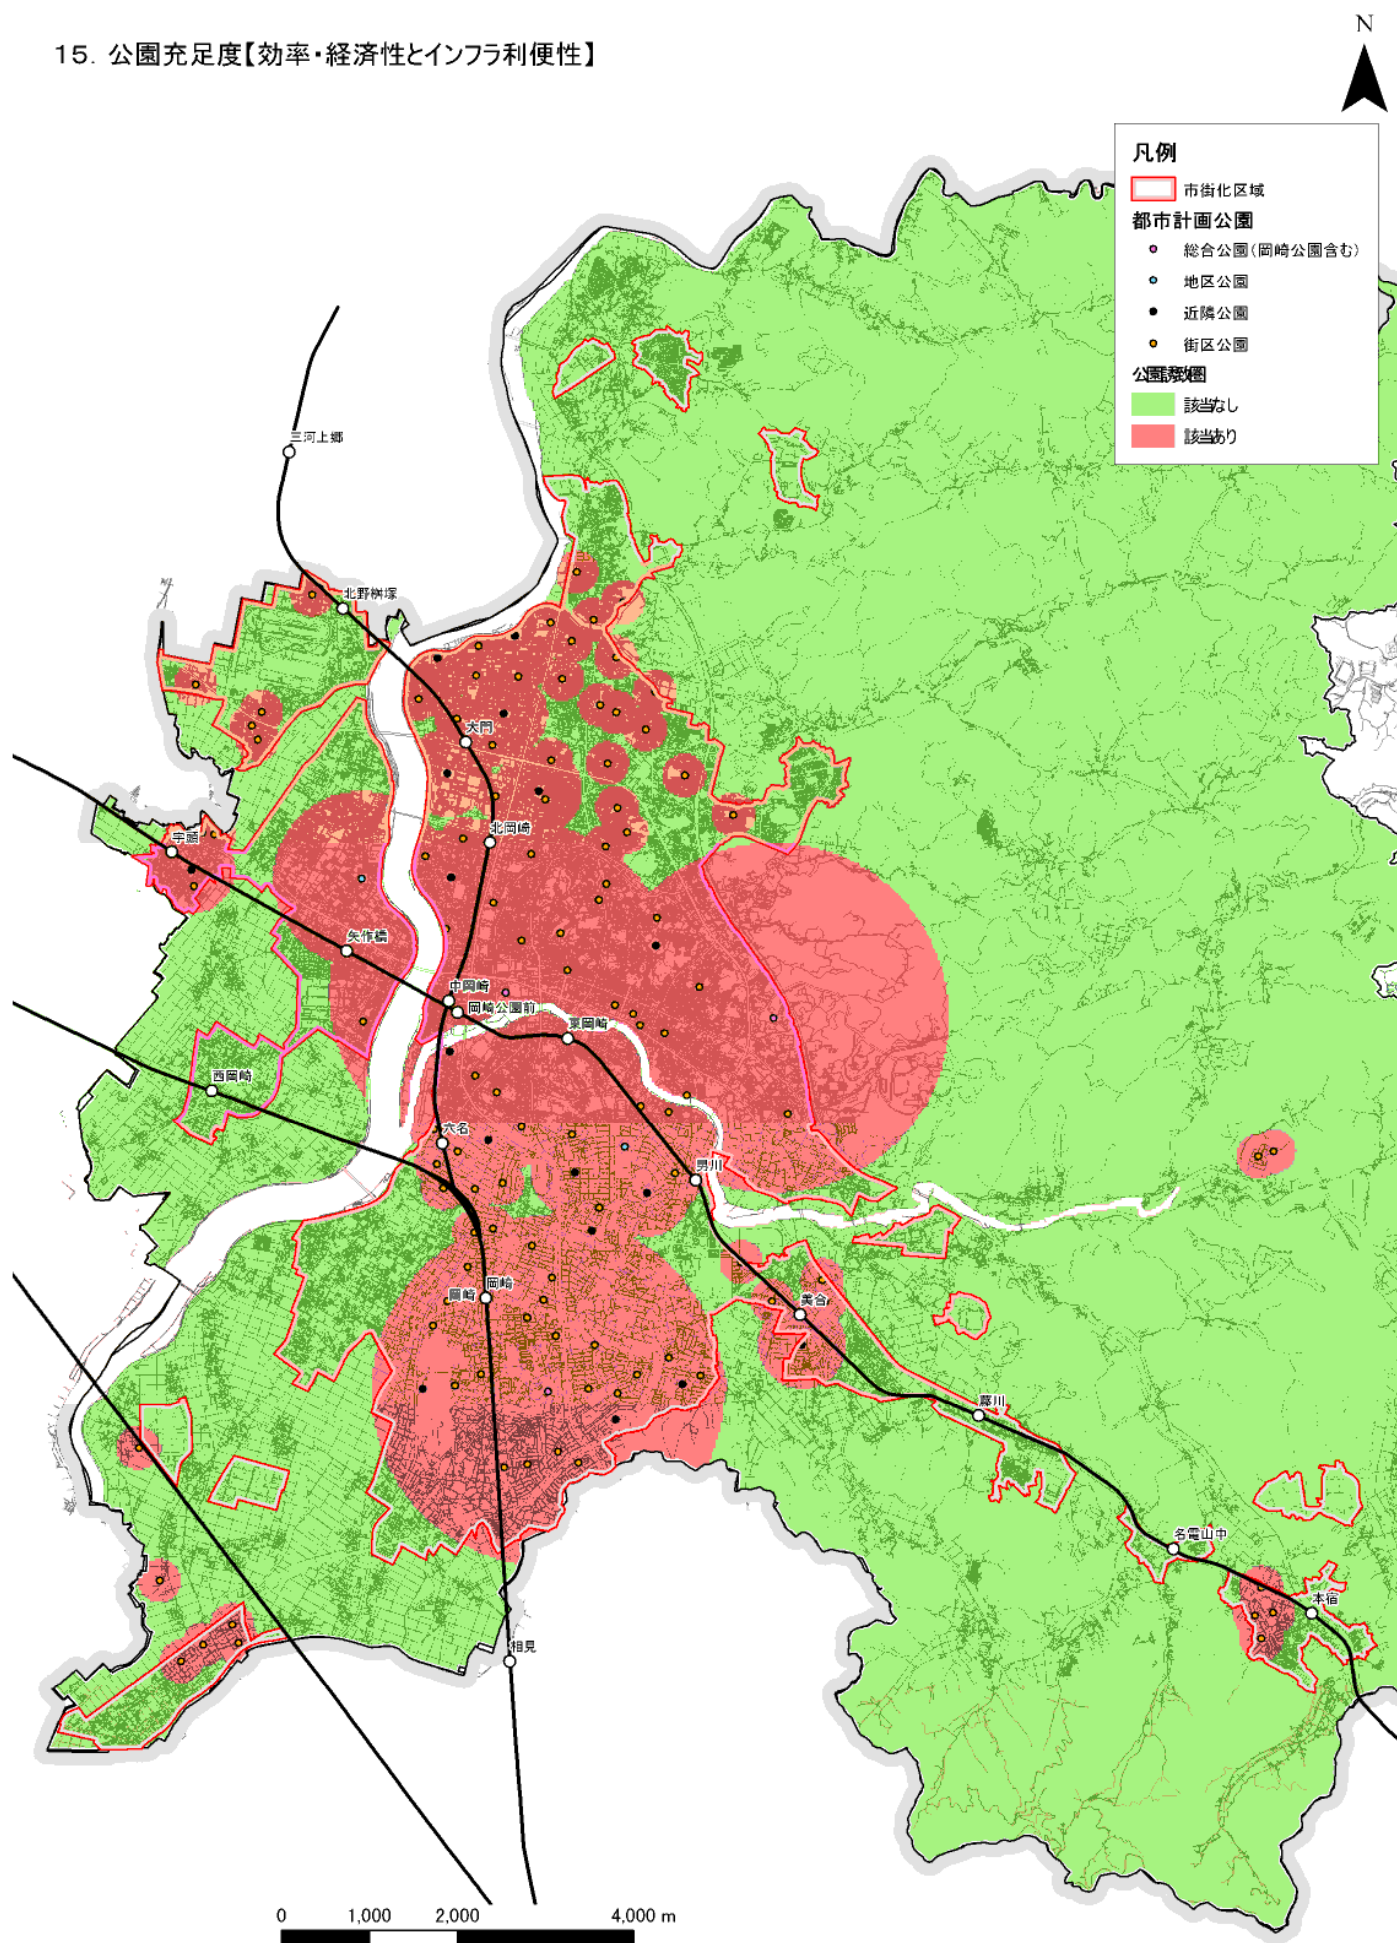 15. 公園充足度【効率・経済性とインフラ利便性】
N
凡例
市街化区域
都市計画公園
総合公園(岡崎公園含む)
地区公園
近隣公園
街区公園
公園誘致圏
該当なし
該当あり
三河上郷
北野桝塚
大門
宇頭
北岡崎
矢作橋
中岡崎
岡崎公園前
東岡崎
西岡崎
六名
男川
岡崎
岡崎
美合
藤川
名電山中
本宿
相見
0 1,000 2,000 4,000 m